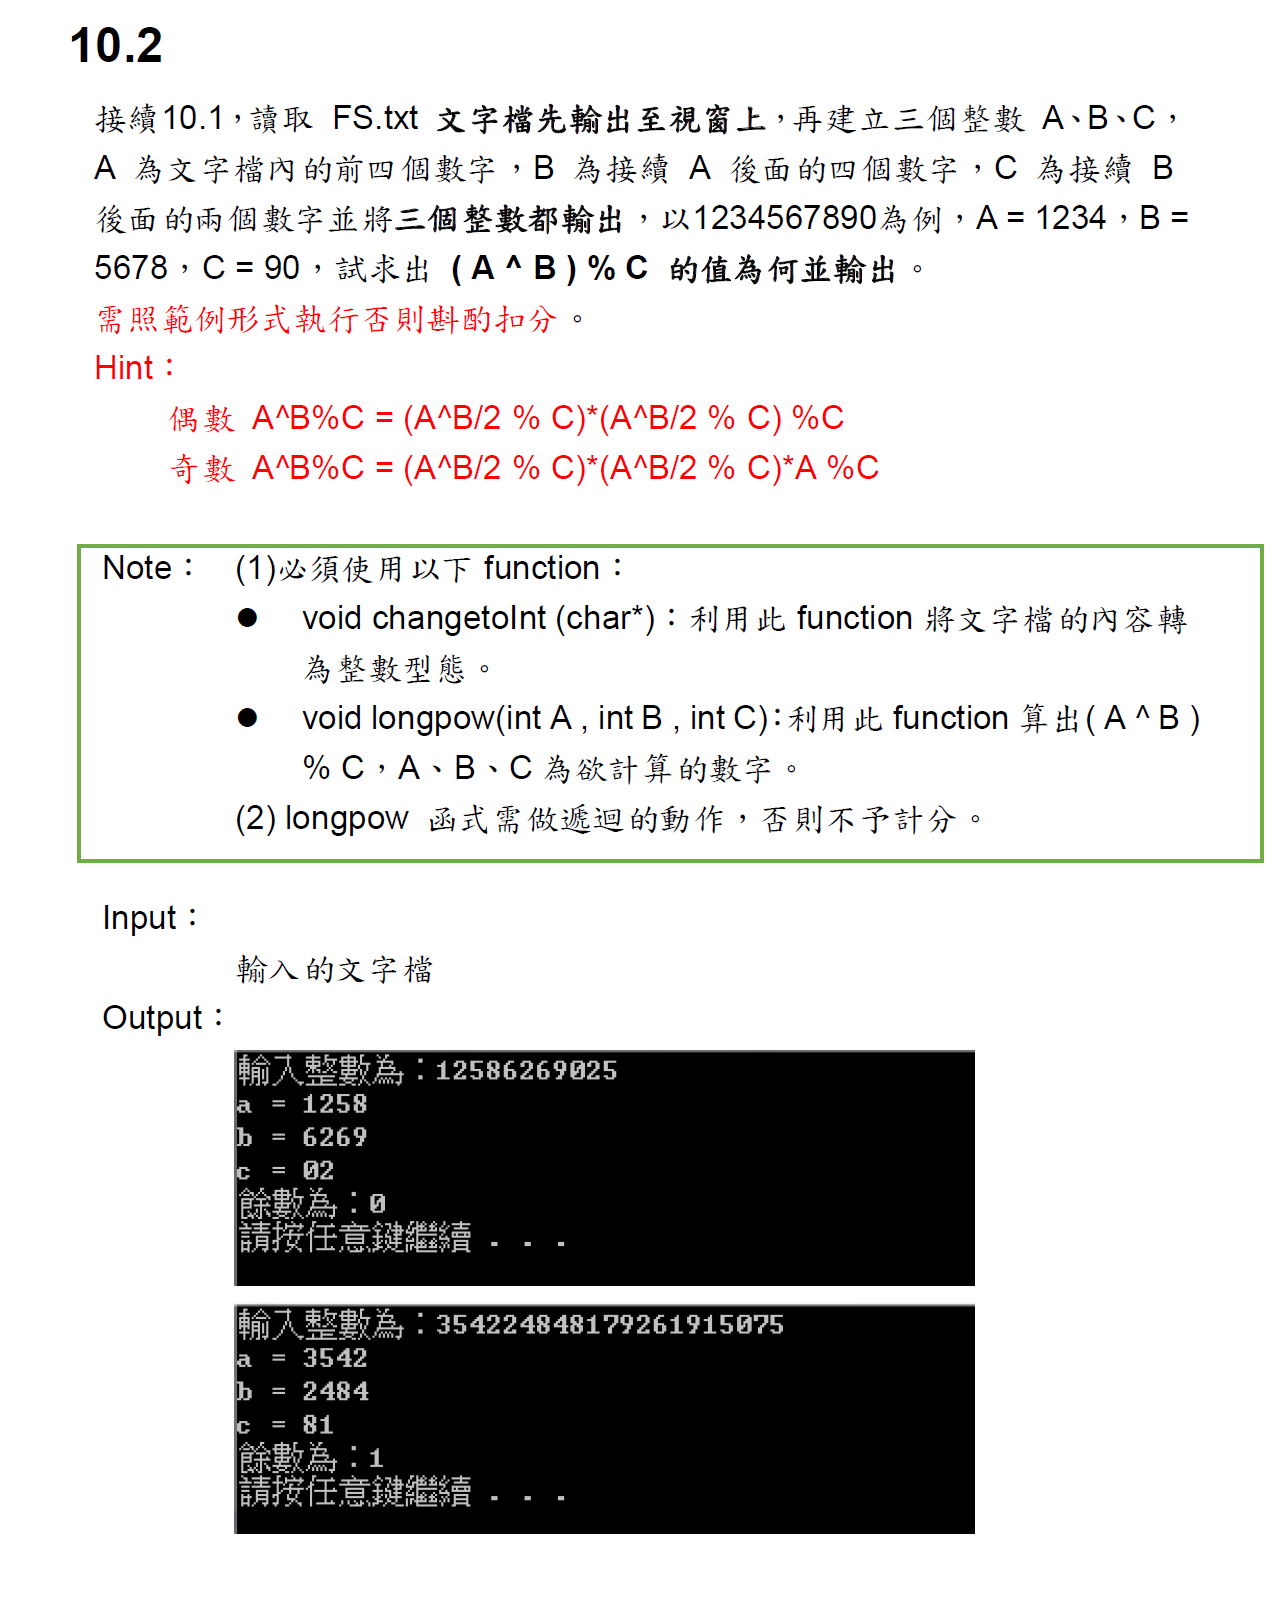 10.2
接續10.1，讀取 FS.txt 文字檔先輸出至視窗上，再建立三個整數 A、B、C，
A 為文字檔內的前四個數字，B 為接續 A 後面的四個數字，C 為接續 B
後面的兩個數字並將三個整數都輸出，以1234567890為例，A = 1234，B =
5678，C = 90，試求出 ( A ^ B ) % C 的值為何並輸出。
需照範例形式執行否則斟酌扣分。
Hint：
偶數 A^B%C = (A^B/2 % C)*(A^B/2 % C) %C
奇數 A^B%C = (A^B/2 % C)*(A^B/2 % C)*A %C
Note： (1)必須使用以下 function：
● void changetoInt (char*)：利用此 function 將文字檔的內容轉
為整數型態。
● void longpow(int A , int B , int C)：利用此 function 算出( A ^ B )
% C，A、B、C 為欲計算的數字。
(2) longpow 函式需做遞迴的動作，否則不予計分。
Input：
輸入的文字檔
Output：
輸入整數為：12586269025
a = 1258
b = 6269
c = 02
餘數為：0
請按任意鍵繼續 . . .
輸入整數為：354224848179261915075
a = 3542
b = 2484
c = 81
餘數為：1
請按任意鍵繼續 . . .